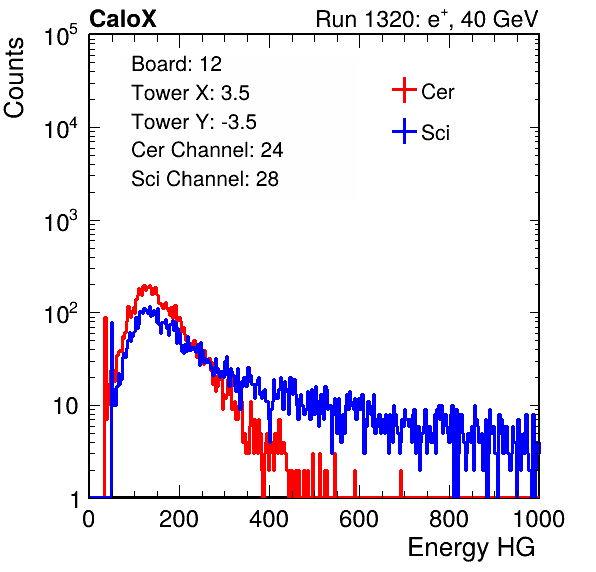 CaloX Run 1320: e⁺, 40 GeV
Counts
Board: 12
Tower X: 3.5
Tower Y: -3.5
Cer Channel: 24
Sci Channel: 28
Cer
Sci
10⁵
10⁴
10³
10²
10
1
0 200 400 600 800 1000
Energy HG